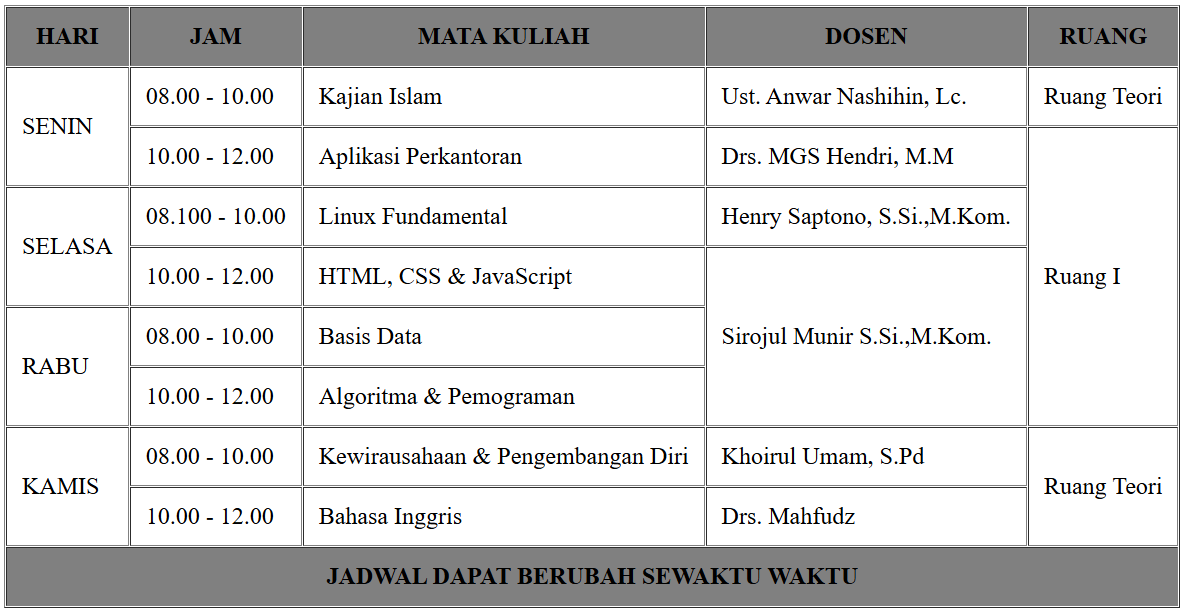 HARI JAM MATA KULIAH DOSEN RUANG
SENIN 08.00 - 10.00 Kajian Islam Ust. Anwar Nashihin, Lc. Ruang Teori
10.00 - 12.00 Aplikasi Perkantoran Drs. MGS Hendri, M.M Ruang I
SELASA 08.100 - 10.00 Linux Fundamental Henry Saptono, S.Si.,M.Kom.
10.00 - 12.00 HTML, CSS & JavaScript Sirojul Munir S.Si.,M.Kom.
RABU 08.00 - 10.00 Basis Data
10.00 - 12.00 Algoritma & Pemograman
KAMIS 08.00 - 10.00 Kewirausahaan & Pengembangan Diri Khoirul Umam, S.Pd Ruang Teori
10.00 - 12.00 Bahasa Inggris Drs. Mahfudz
JADWAL DAPAT BERUBAH SEWAKTU WAKTU